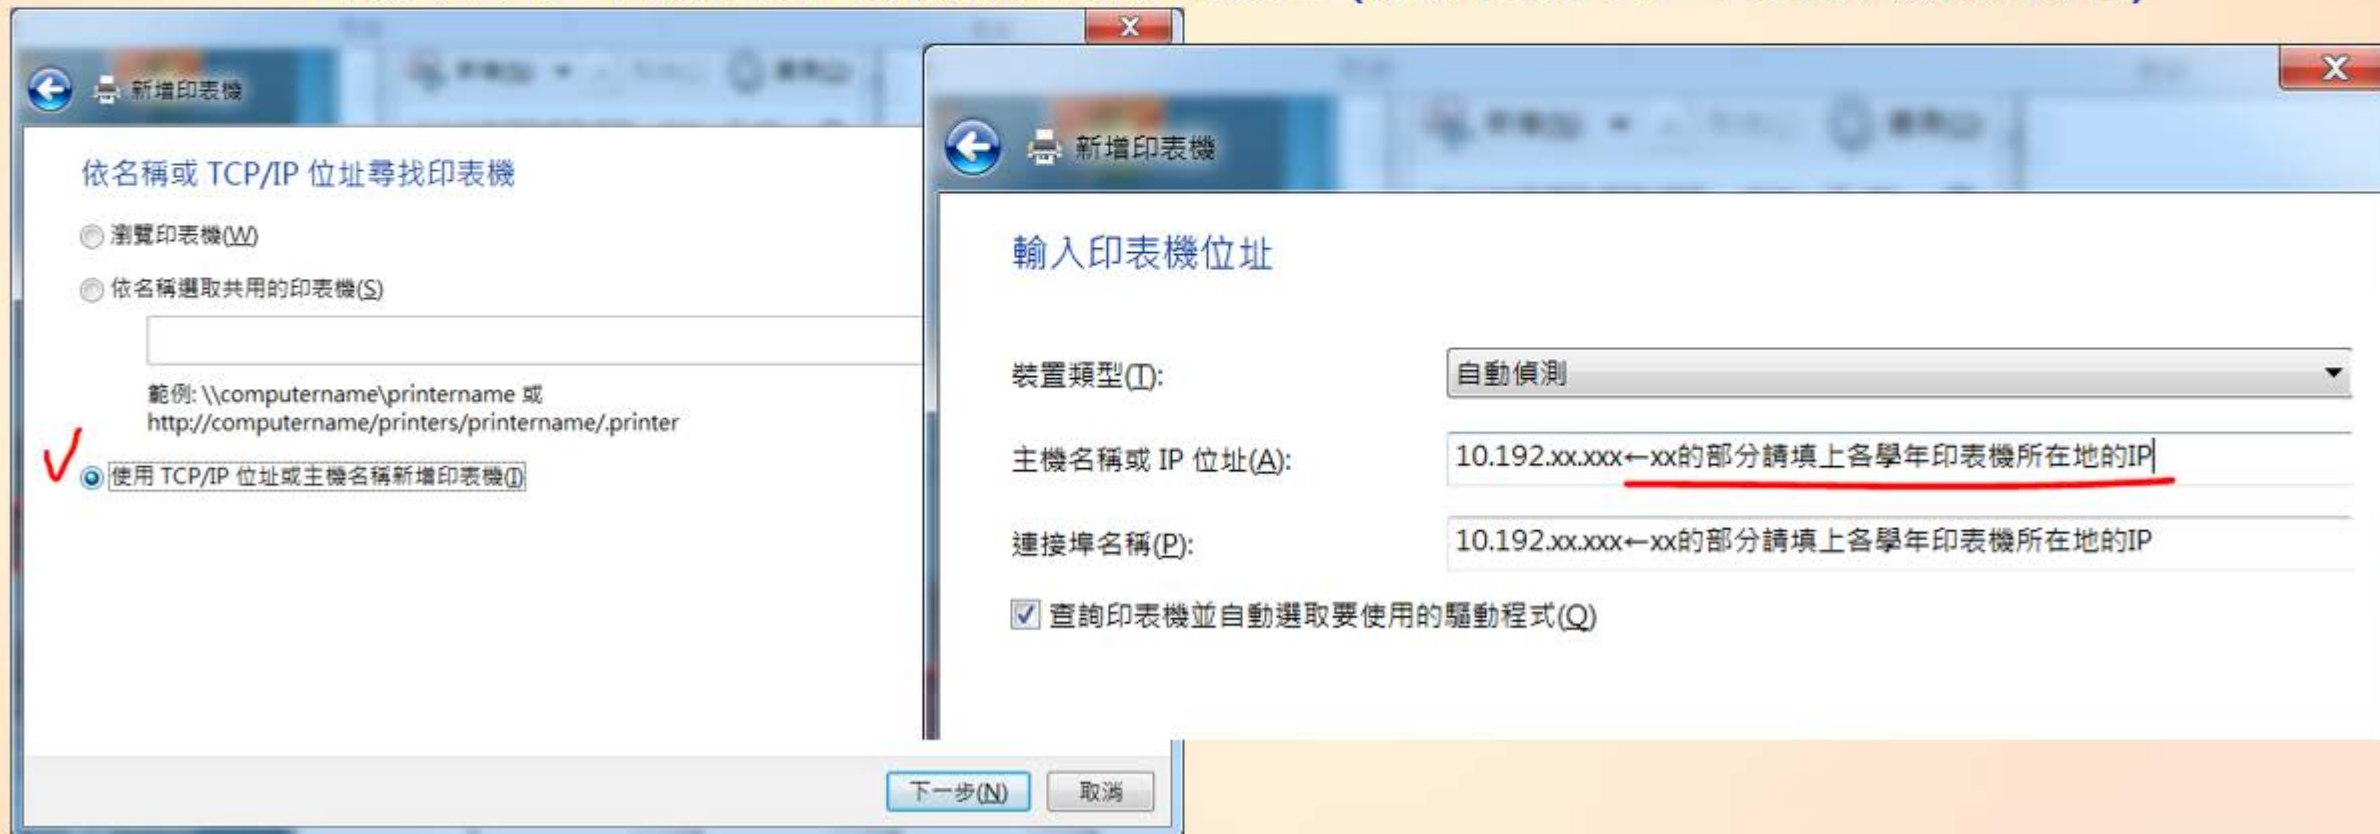 新增印表機
依名稱或 TCP/IP 位址尋找印表機
瀏覽印表機(W)
依名稱選取共用的印表機(S)
範例: \\computername\printername 或
http://computername/printers/printername/.printer
使用 TCP/IP 位址或主機名稱新增印表機(I)
下一步(N)
取消
新增印表機
輸入印表機位址
裝置類型(T):
自動偵測
主機名稱或 IP 位址(A):
10.192.xx.xxx←xx的部分請填上各學年印表機所在地的IP
連接埠名稱(P):
10.192.xx.xxx←xx的部分請填上各學年印表機所在地的IP
查詢印表機並自動選取要使用的驅動程式(Q)